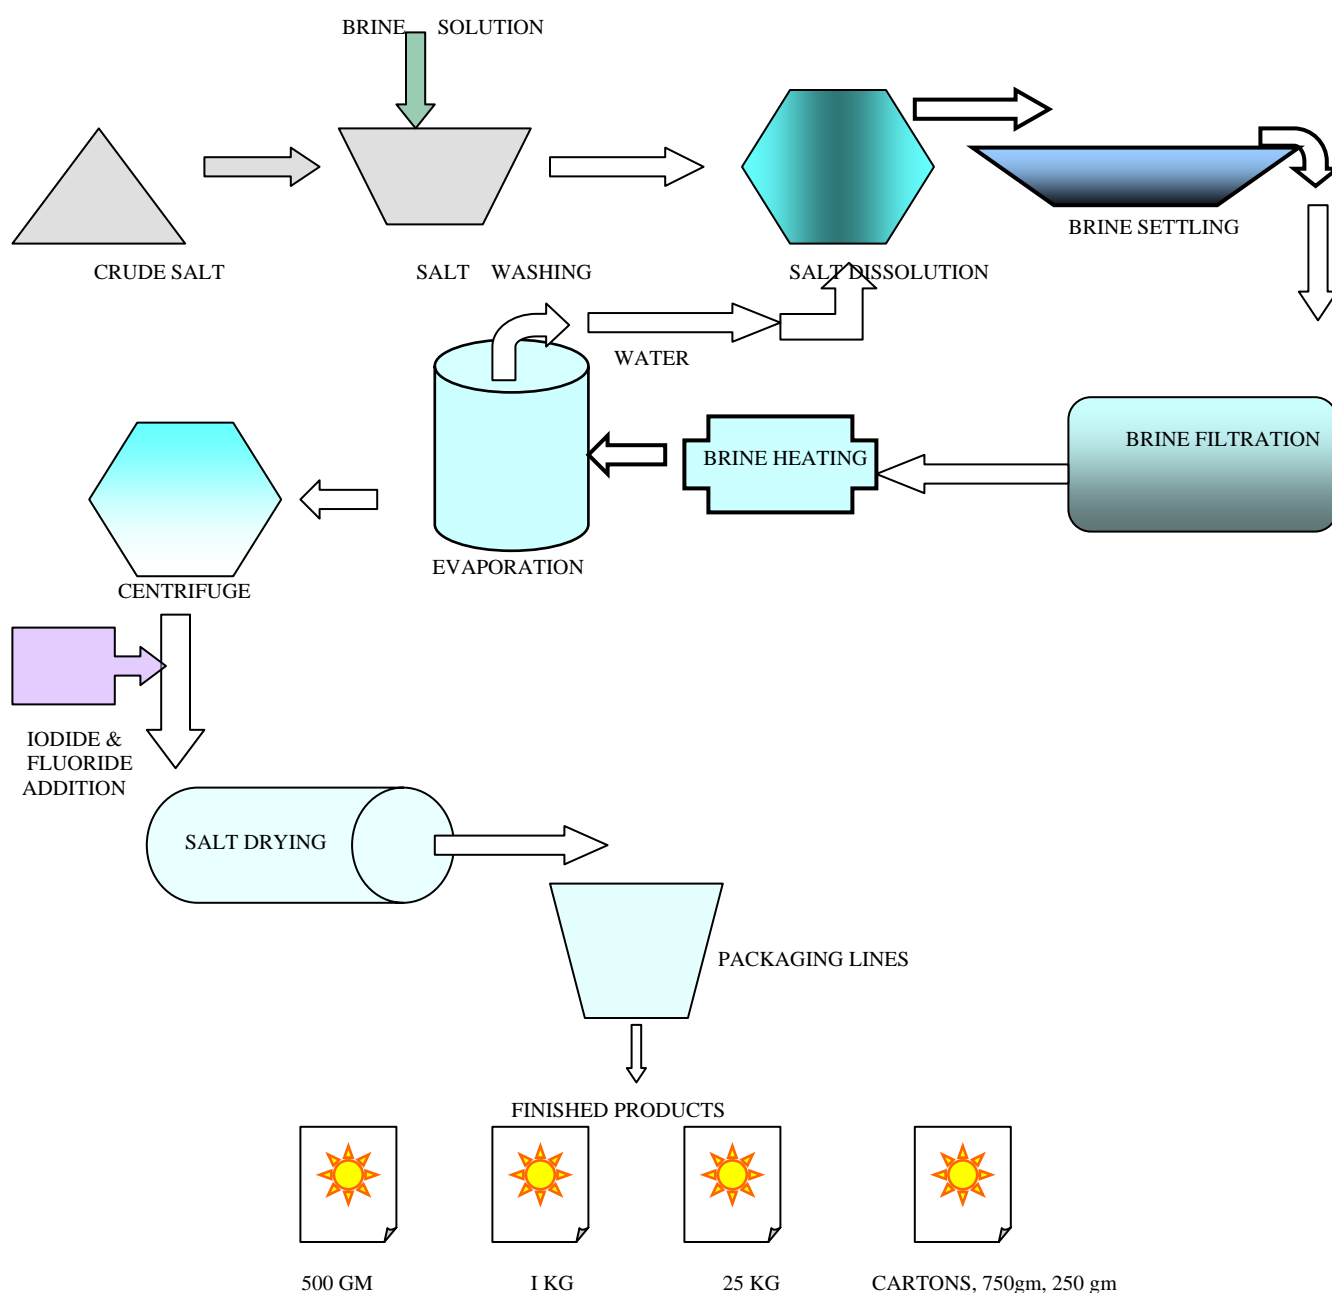 BRINE SOLUTION
BRINE SETTLING
CRUDE SALT
SALT WASHING
SALT DISSOLUTION
WATER
BRINE FILTRATION
BRINE HEATING
EVAPORATION
CENTRIFUGE
IODIDE &
FLUORIDE
ADDITION
SALT DRYING
PACKAGING LINES
FINISHED PRODUCTS
500 GM
I KG
25 KG
CARTONS, 750gm, 250 gm